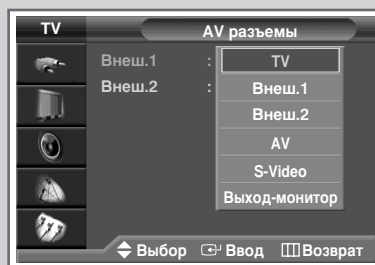 TV AV разъемы
Внеш.1 : TV
Внеш.2 : Внеш.1
Внеш.2
AV
S-Video
Выход-монитор
Выбор Ввод Возврат